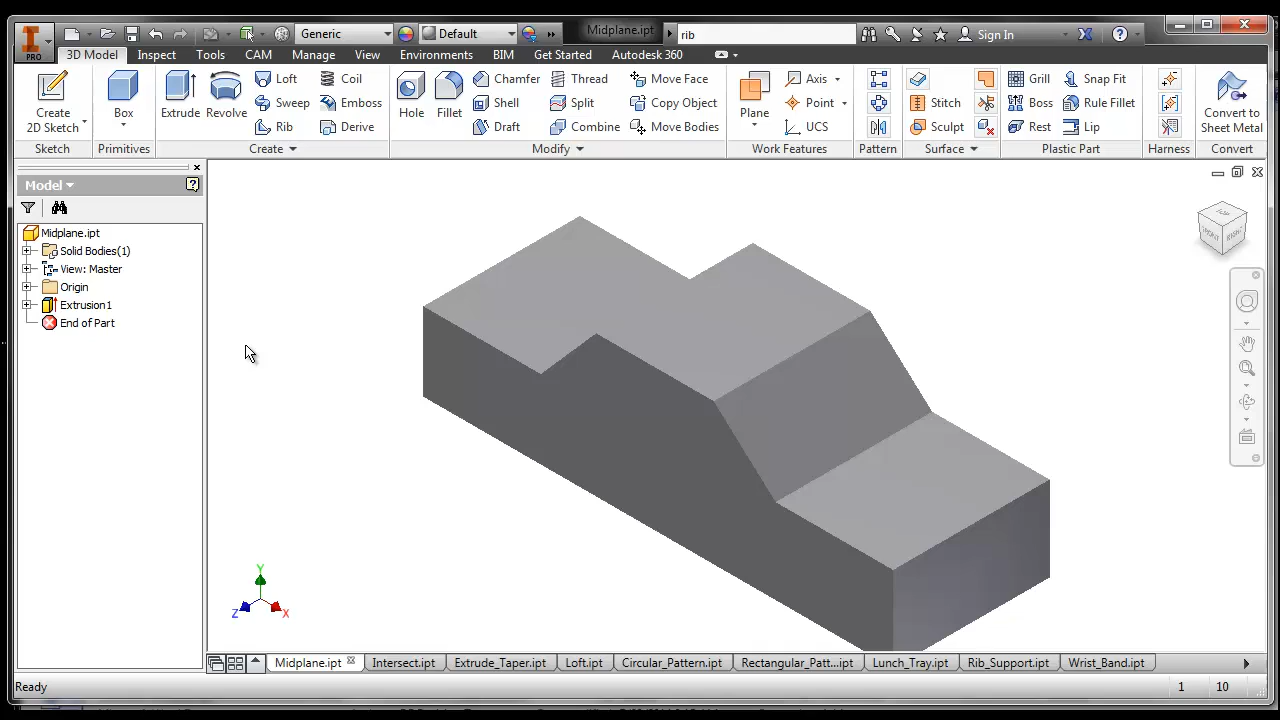 Generic
Default
Midplane.ipt
rib
Sign In
PRO
3D Model
Inspect
Tools
CAM
Manage
View
Environments
BIM
Get Started
Autodesk 360
Create
2D Sketch
Box
Extrude
Revolve
Loft
Sweep
Rib
Coil
Emboss
Derive
Hole
Fillet
Chamfer
Shell
Draft
Thread
Split
Combine
Move Face
Copy Object
Move Bodies
Plane
Axis
Point
UCS
Stitch
Sculpt
Grill
Boss
Rest
Snap Fit
Rule Fillet
Lip
Convert to
Sheet Metal
Sketch
Primitives
Create
Modify
Work Features
Pattern
Surface
Plastic Part
Harness
Convert
Model
Midplane.ipt
Solid Bodies(1)
View: Master
Origin
Extrusion1
End of Part
TOP
FRONT
RIGHT
Y
Z
X
Midplane.ipt
Intersect.ipt
Extrude_Taper.ipt
Loft.ipt
Circular_Pattern.ipt
Rectangular_Patt...ipt
Lunch_Tray.ipt
Rib_Support.ipt
Wrist_Band.ipt
Ready
1
10